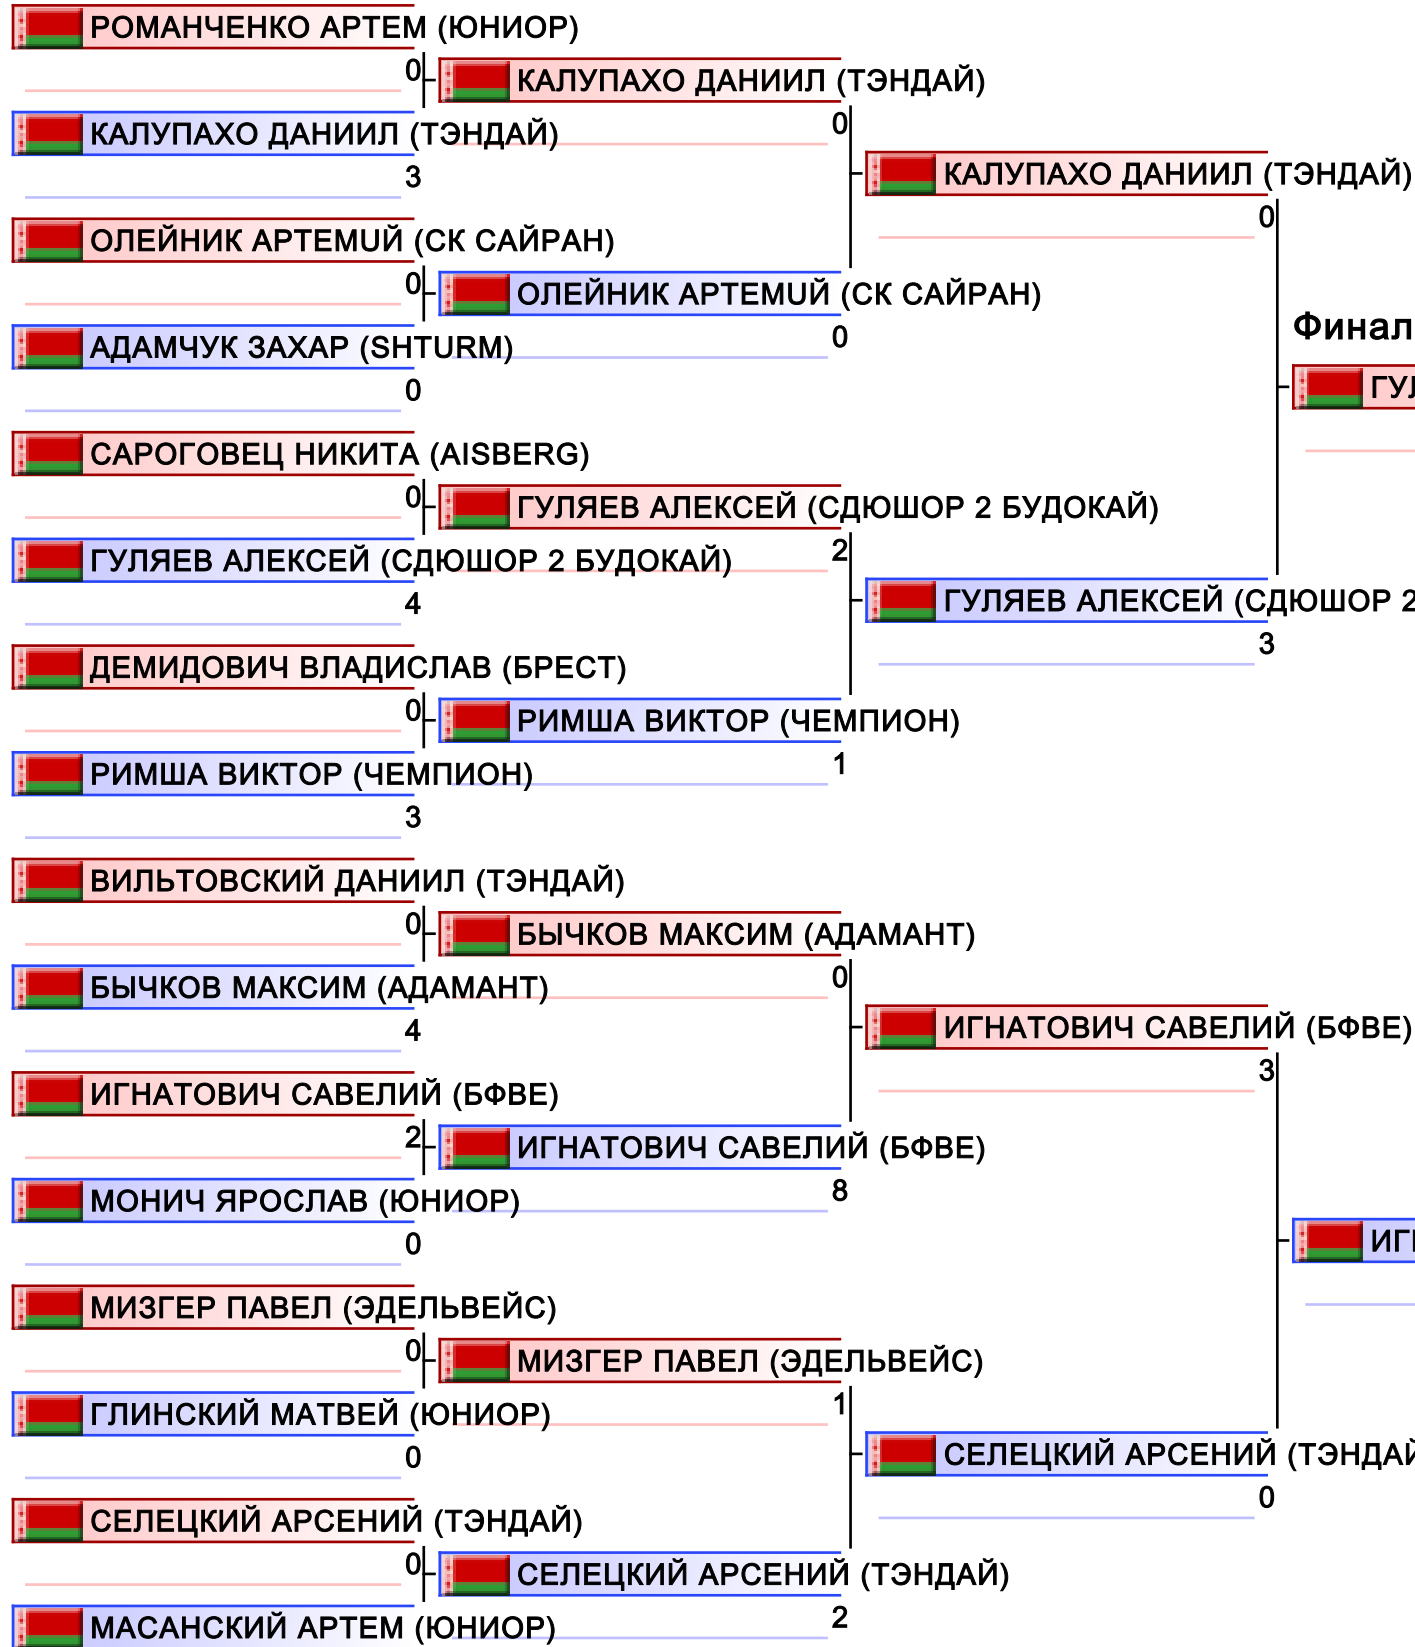 РОМАНЧЕНКО АРТЕМ (ЮНИОР)
0
КАЛУПАХО ДАНИИЛ (ТЭНДАЙ)
0
КАЛУПАХО ДАНИИЛ (ТЭНДАЙ)
3
КАЛУПАХО ДАНИИЛ (ТЭНДАЙ)
0
ОЛЕЙНИК АРТЕМUЙ (СК САЙРАН)
0
ОЛЕЙНИК АРТЕМUЙ (СК САЙРАН)
0
АДАМЧУК ЗАХАР (SHTURM)
0
Финал
ГУЛ
САРОГОВЕЦ НИКИТА (AISBERG)
0
ГУЛЯЕВ АЛЕКСЕЙ (СДЮШОР 2 БУДОКАЙ)
2
ГУЛЯЕВ АЛЕКСЕЙ (СДЮШОР 2 БУДОКАЙ)
4
ГУЛЯЕВ АЛЕКСЕЙ (СДЮШОР 2
3
ДЕМИДОВИЧ ВЛАДИСЛАВ (БРЕСТ)
0
РИМША ВИКТОР (ЧЕМПИОН)
1
РИМША ВИКТОР (ЧЕМПИОН)
3
ВИЛЬТОВСКИЙ ДАНИИЛ (ТЭНДАЙ)
0
БЫЧКОВ МАКСИМ (АДАМАНТ)
0
БЫЧКОВ МАКСИМ (АДАМАНТ)
4
ИГНАТОВИЧ САВЕЛИЙ (БФВЕ)
3
ИГНАТОВИЧ САВЕЛИЙ (БФВЕ)
2
ИГНАТОВИЧ САВЕЛИЙ (БФВЕ)
8
МОНИЧ ЯРОСЛАВ (ЮНИОР)
0
МИЗГЕР ПАВЕЛ (ЭДЕЛЬВЕЙС)
0
МИЗГЕР ПАВЕЛ (ЭДЕЛЬВЕЙС)
1
ГЛИНСКИЙ МАТВЕЙ (ЮНИОР)
0
СЕЛЕЦКИЙ АРСЕНИЙ (ТЭНДАЙ
0
СЕЛЕЦКИЙ АРСЕНИЙ (ТЭНДАЙ)
0
СЕЛЕЦКИЙ АРСЕНИЙ (ТЭНДАЙ)
2
МАСАНСКИЙ АРТЕМ (ЮНИОР)